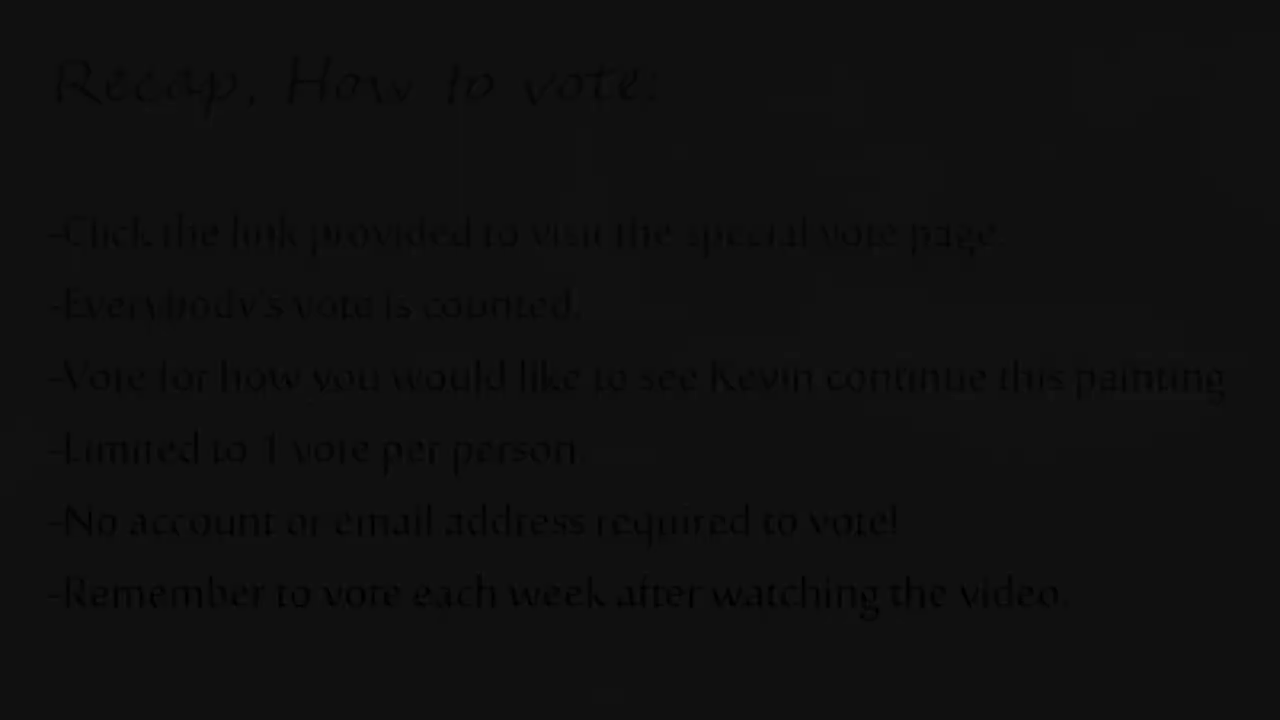 Recap, How to vote:
-Click the link provided to visit the special vote page.
-Everybody's vote is counted.
-Vote for how you would like to see Kevin continue this painting
-Limited to 1 vote per person.
-No account or email address required to vote!
-Remember to vote each week after watching the video.